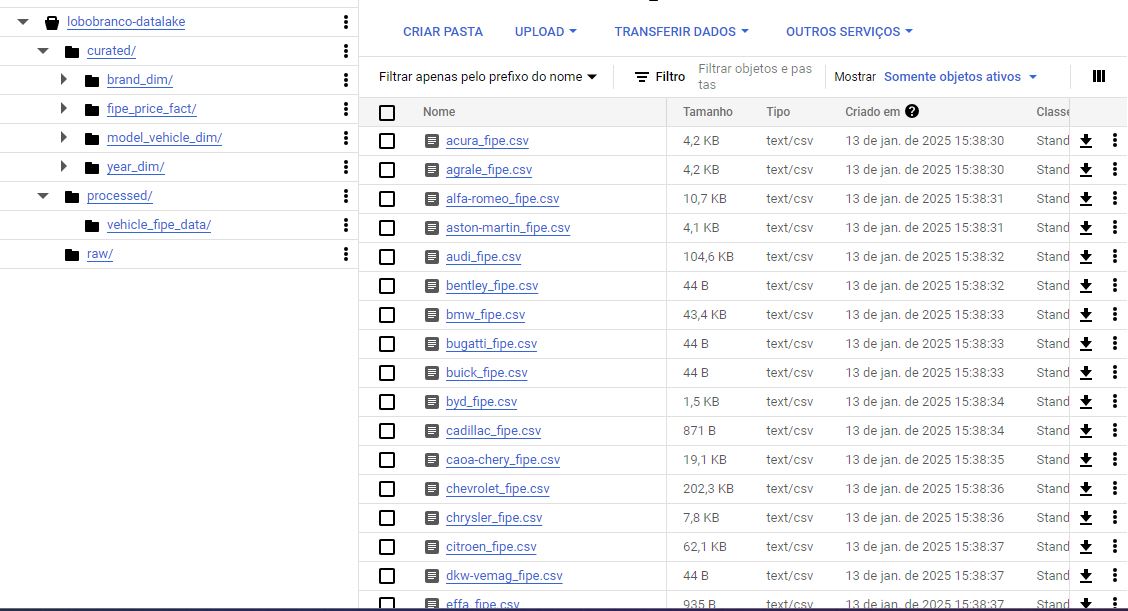 lobobranco-datalake
curated/
brand_dim/
fipe_price_fact/
model_vehicle_dim/
year_dim/
processed/
vehicle_fipe_data/
raw/
CRIAR PASTA UPLOAD TRANSFERIR DADOS OUTROS SERVIÇOS
Filtrar apenas pelo prefixo do nome Filtro Filtrar objetos e pas
tas
Mostrar Somente objetos ativos
Nome Tamanho Tipo Criado em Classe
acura_fipe.csv 4,2 KB text/csv 13 de jan. de 2025 15:38:30 Stand
agrale_fipe.csv 4,2 KB text/csv 13 de jan. de 2025 15:38:30 Stand
alfa-romeo_fipe.csv 10,7 KB text/csv 13 de jan. de 2025 15:38:31 Stand
aston-martin_fipe.csv 4,1 KB text/csv 13 de jan. de 2025 15:38:31 Stand
audi_fipe.csv 104,6 KB text/csv 13 de jan. de 2025 15:38:32 Stand
bentley_fipe.csv 44 B text/csv 13 de jan. de 2025 15:38:32 Stand
bmw_fipe.csv 43,4 KB text/csv 13 de jan. de 2025 15:38:33 Stand
bugatti_fipe.csv 44 B text/csv 13 de jan. de 2025 15:38:33 Stand
buick_fipe.csv 44 B text/csv 13 de jan. de 2025 15:38:33 Stand
byd_fipe.csv 1,5 KB text/csv 13 de jan. de 2025 15:38:34 Stand
cadillac_fipe.csv 871 B text/csv 13 de jan. de 2025 15:38:34 Stand
caoa-chery_fipe.csv 19,1 KB text/csv 13 de jan. de 2025 15:38:35 Stand
chevrolet_fipe.csv 202,3 KB text/csv 13 de jan. de 2025 15:38:36 Stand
chrysler_fipe.csv 7,8 KB text/csv 13 de jan. de 2025 15:38:36 Stand
citroen_fipe.csv 62,1 KB text/csv 13 de jan. de 2025 15:38:37 Stand
dkw-vemag_fipe.csv 44 B text/csv 13 de jan. de 2025 15:38:37 Stand
effa_fipe.csv 935 B text/csv 13 de jan. de 2025 15:38:37 Stand